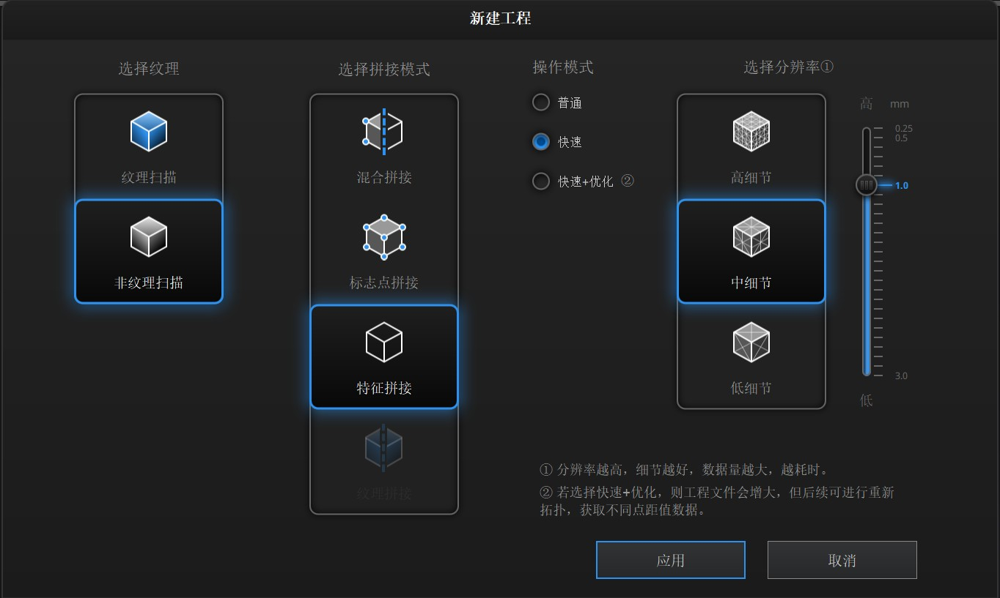 新建工程
选择纹理
纹理扫描
非纹理扫描
选择拼接模式
混合拼接
标志点拼接
特征拼接
纹理拼接
操作模式
普通
快速
快速+优化 ②
选择分辨率①
高细节
中细节
低细节
高 mm
0.25
0.5
1.0
3.0
低
① 分辨率越高，细节越好，数据量越大，越耗时。
② 若选择快速+优化，则工程文件会增大，但后续可进行重新
拓扑，获取不同点距值数据。
应用
取消